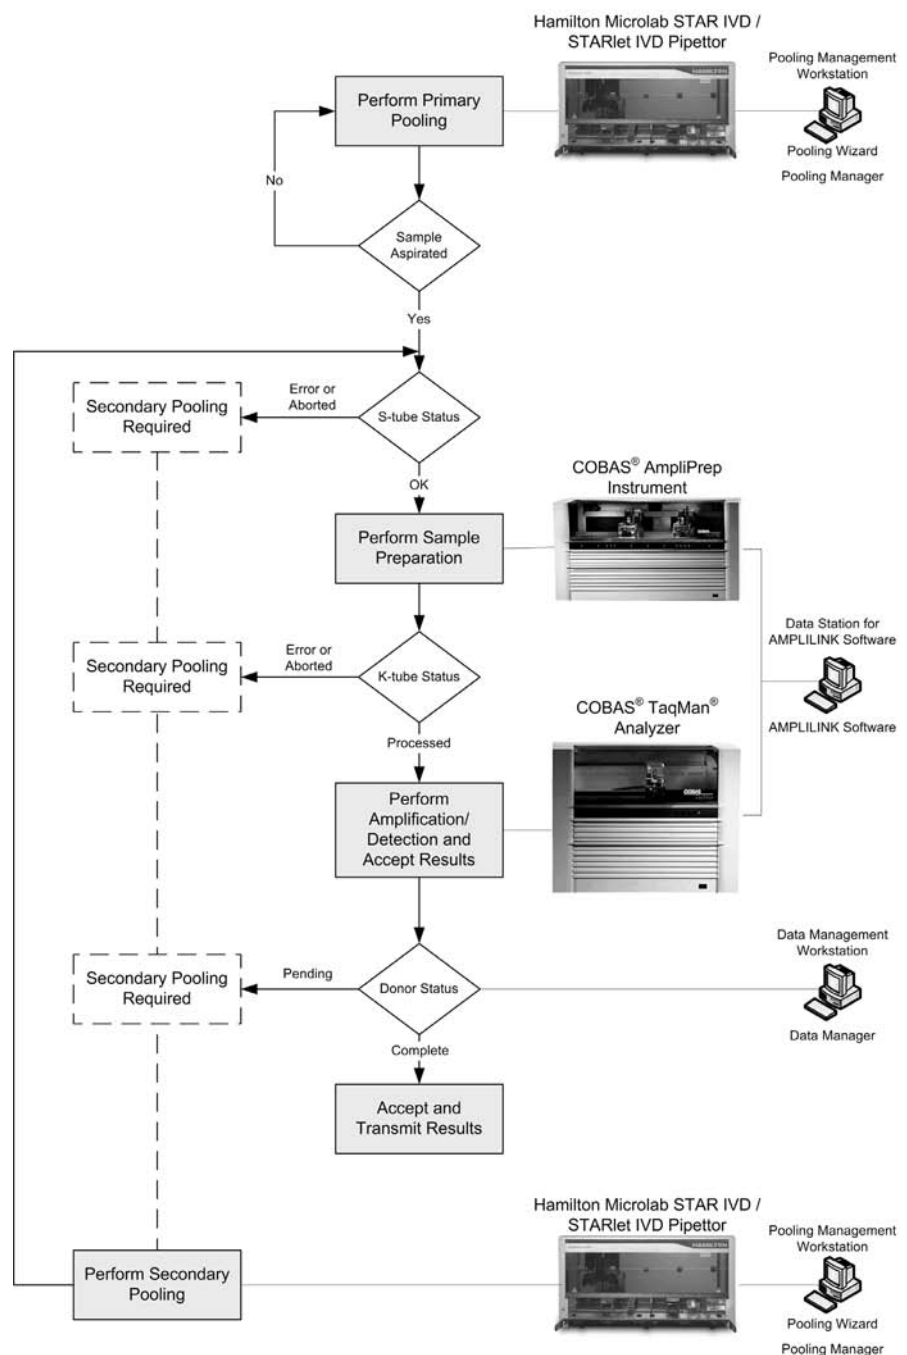 Hamilton Microlab STAR IVD /
STARlet IVD Pipettor
Pooling Management
Workstation
Perform Primary
Pooling
HAMILTON
Pooling Wizard
Pooling Manager
No
Sample
Aspirated
Yes
Secondary Pooling
Required
Error or
Aborted
S-tube Status
OK
COBAS® AmpliPrep
Instrument
Perform Sample
Preparation
Data Station for
AMPLILINK Software
Secondary Pooling
Required
Error or
Aborted
K-tube Status
COBAS® TaqMan®
Analyzer
AMPLILINK Software
Processed
Perform
Amplification/
Detection and
Accept Results
COBAS
Data Management
Workstation
Secondary Pooling
Required
Pending
Donor Status
Data Manager
Complete
Accept and
Transmit Results
Hamilton Microlab STAR IVD /
STARlet IVD Pipettor
Pooling Management
Workstation
Perform Secondary
Pooling
HAMILTON
Pooling Wizard
Pooling Manager